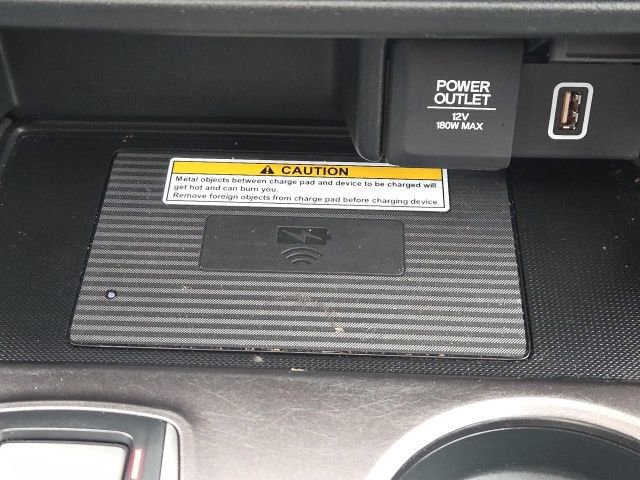 POWER
OUTLET
12V
180W MAX
CAUTION
Metal objects between charge pad and device to be charged will
get hot and can burn you.
Remove foreign objects from charge pad before charging device